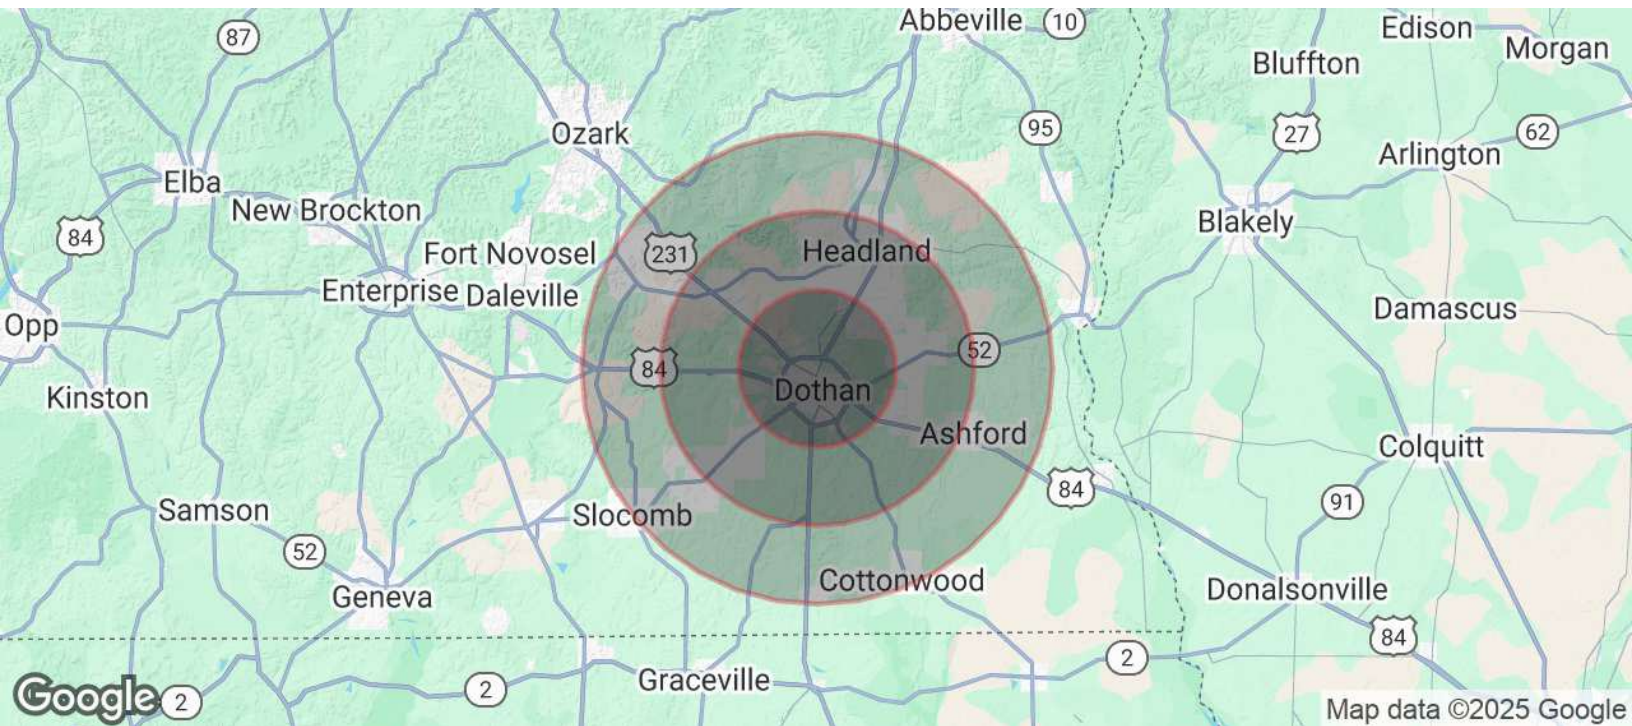 Abbeville
10
87
Edison
Morgan
Bluffton
Ozark
95
27
62
Arlington
Elba
New Brockton
Blakely
84
Fort Novosel
231
Headland
Enterprise
Daleville
Damascus
Opp
52
84
Dothan
Kinston
Ashford
Colquitt
84
91
Samson
Slocomb
52
Cottonwood
Donalsonville
Geneva
84
2
Graceville
2
Google
2
Map data ©2025 Google